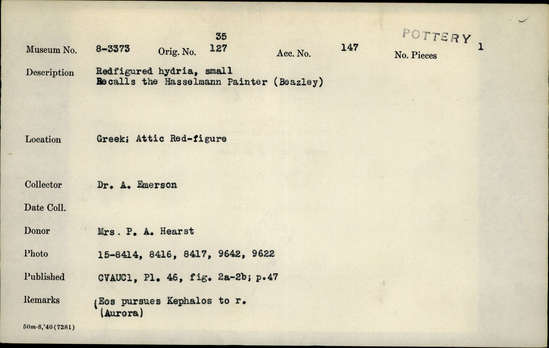 POTTERY
35
Museum No. 8-3373 Orig. No. 127 Acc. No. 147 No. Pieces 1
Description Redfigured hydria, small
Recalls the Hasselmann Painter (Beazley)
Location Greek; Attic Red-figure
Collector Dr. A. Emerson
Date Coll.
Donor Mrs. P. A. Hearst
Photo 15-8414, 8416, 8417, 9642, 9622
Published CVAUC1, Pl. 46, fig. 2a-2b; p.47
Remarks (Eos pursues Kephalos to r.
(Aurora)
50m-8,'40(7281)